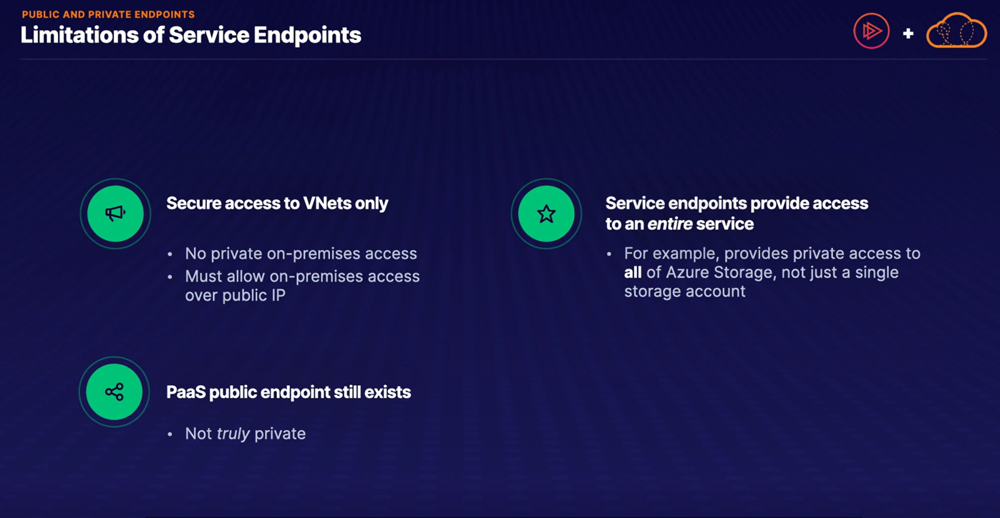 PUBLIC AND PRIVATE ENDPOINTS
Limitations of Service Endpoints
Secure access to VNets only
• No private on-premises access
• Must allow on-premises access
over public IP
Service endpoints provide access
to an entire service
• For example, provides private access to
all of Azure Storage, not just a single
storage account
PaaS public endpoint still exists
• Not truly private